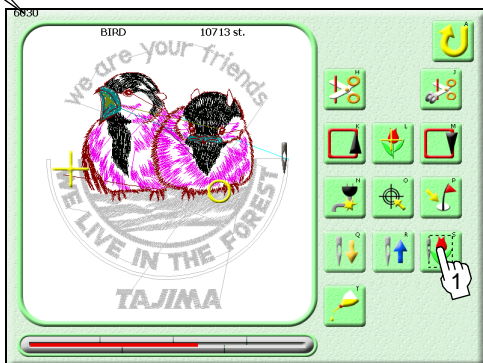 6030
BIRD 10713 st.
we are your friends
WE LIVE IN THE FOREST
TAJIMA
A
H J
K L M
N O P
Q R S
T
1